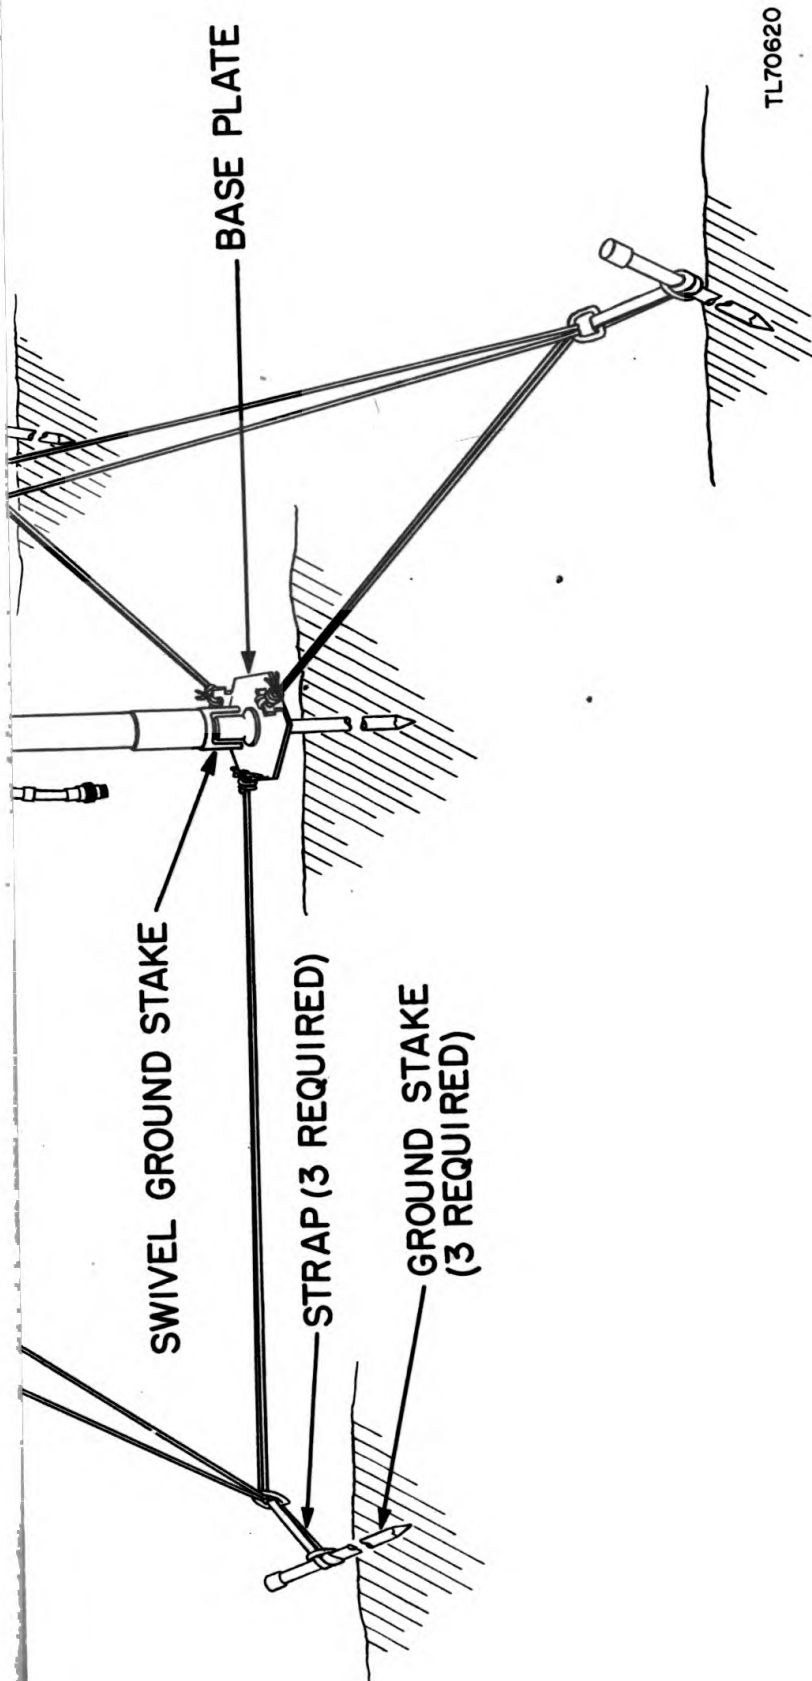 BASE PLATE
SWIVEL GROUND STAKE
STRAP (3 REQUIRED)
GROUND STAKE
(3 REQUIRED)
TL70620